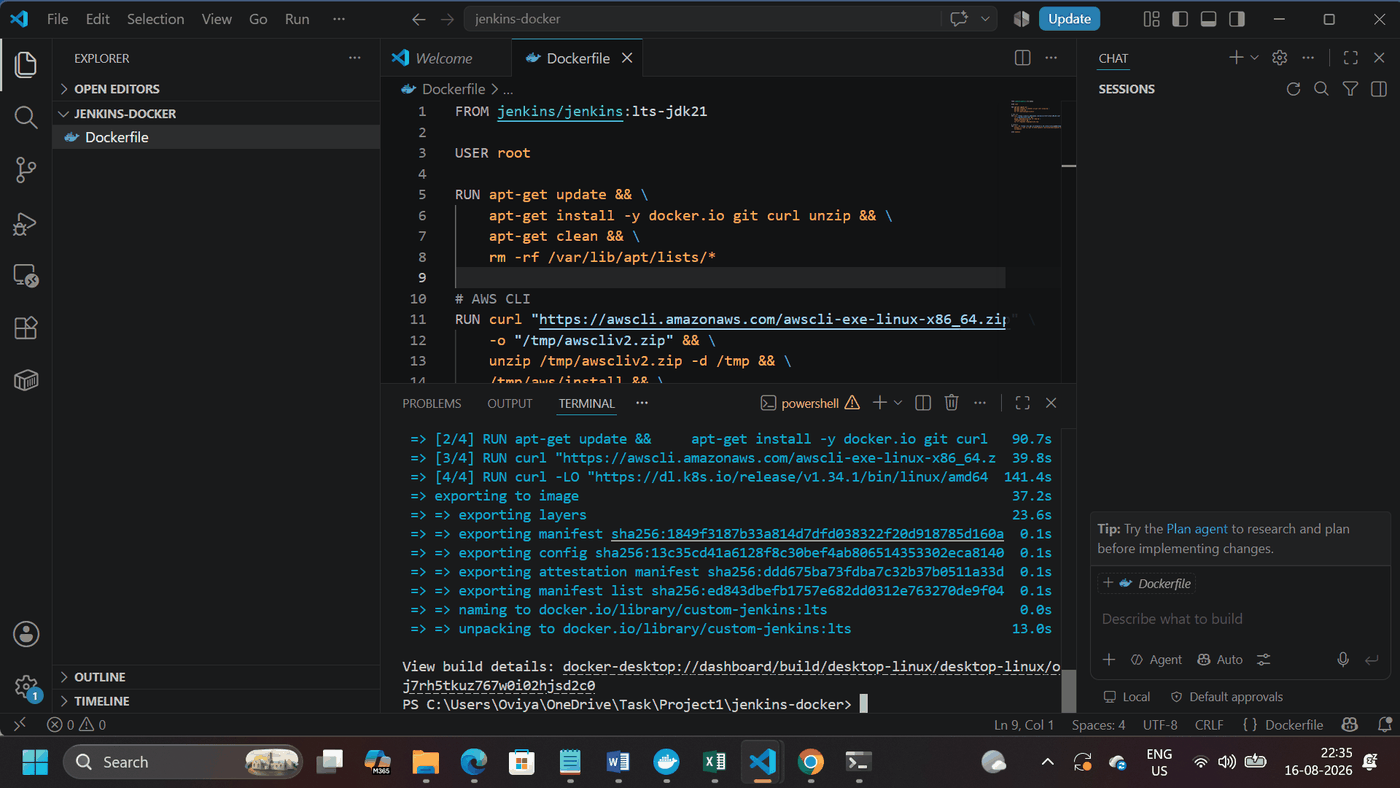 File Edit Selection View Go Run ···
jenkins-docker
Update
EXPLORER
OPEN EDITORS
JENKINS-DOCKER
Dockerfile
OUTLINE
TIMELINE
Welcome
Dockerfile
Dockerfile > ...
1 FROM jenkins/jenkins:lts-jdk21
2
3 USER root
4
5 RUN apt-get update && \
6 apt-get install -y docker.io git curl unzip && \
7 apt-get clean && \
8 rm -rf /var/lib/apt/lists/*
9
10 # AWS CLI
11 RUN curl "https://awscli.amazonaws.com/awscli-exe-linux-x86_64.zip" \
12 -o "/tmp/awscliv2.zip" && \
13 unzip /tmp/awscliv2.zip -d /tmp && \
14 /tmp/aws/install && \
PROBLEMS OUTPUT TERMINAL ···
powershell
=> [2/4] RUN apt-get update &&     apt-get install -y docker.io git curl 90.7s
=> [3/4] RUN curl "https://awscli.amazonaws.com/awscli-exe-linux-x86_64.z 39.8s
=> [4/4] RUN curl -LO "https://dl.k8s.io/release/v1.34.1/bin/linux/amd64 141.4s
=> exporting to image 37.2s
=> => exporting layers 23.6s
=> => exporting manifest sha256:1849f3187b33a814d7dfd038322f20d918785d160a 0.1s
=> => exporting config sha256:13c35cd41a6128f8c30bef4ab806514353302eca8140 0.1s
=> => exporting attestation manifest sha256:ddd675ba73fdba7c32b37b0511a33d 0.1s
=> => exporting manifest list sha256:ed843dbefb1757e682dd0312e763270de9f04 0.1s
=> => naming to docker.io/library/custom-jenkins:lts 0.0s
=> => unpacking to docker.io/library/custom-jenkins:lts 13.0s
View build details: docker-desktop://dashboard/build/desktop-linux/desktop-linux/o
j7rh5tkuz767w0i02hjsd2c0
PS C:\Users\Oviya\OneDrive\Task\Project1\jenkins-docker>
CHAT
SESSIONS
Tip: Try the Plan agent to research and plan
before implementing changes.
Dockerfile
Describe what to build
Agent Auto
Local Default approvals
1
0 0
Ln 9, Col 1 Spaces: 4 UTF-8 CRLF { } Dockerfile
Search
M365
ENG
US
22:35
16-08-2026